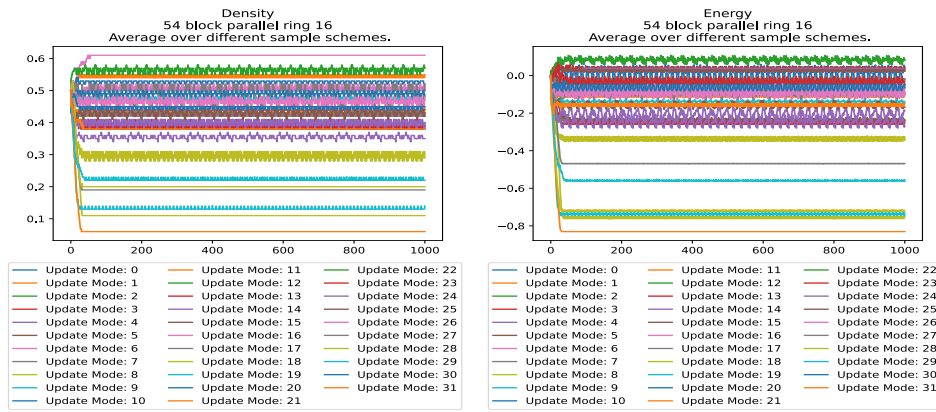 Density
54 block parallel ring 16
Average over different sample schemes.
0.6
0.5
0.4
0.3
0.2
0.1
0 200 400 600 800 1000
Update Mode: 0 Update Mode: 11 Update Mode: 22
Update Mode: 1 Update Mode: 12 Update Mode: 23
Update Mode: 2 Update Mode: 13 Update Mode: 24
Update Mode: 3 Update Mode: 14 Update Mode: 25
Update Mode: 4 Update Mode: 15 Update Mode: 26
Update Mode: 5 Update Mode: 16 Update Mode: 27
Update Mode: 6 Update Mode: 17 Update Mode: 28
Update Mode: 7 Update Mode: 18 Update Mode: 29
Update Mode: 8 Update Mode: 19 Update Mode: 30
Update Mode: 9 Update Mode: 20 Update Mode: 31
Update Mode: 10 Update Mode: 21
Energy
54 block parallel ring 16
Average over different sample schemes.
0.0
−0.2
−0.4
−0.6
−0.8
0 200 400 600 800 1000
Update Mode: 0 Update Mode: 11 Update Mode: 22
Update Mode: 1 Update Mode: 12 Update Mode: 23
Update Mode: 2 Update Mode: 13 Update Mode: 24
Update Mode: 3 Update Mode: 14 Update Mode: 25
Update Mode: 4 Update Mode: 15 Update Mode: 26
Update Mode: 5 Update Mode: 16 Update Mode: 27
Update Mode: 6 Update Mode: 17 Update Mode: 28
Update Mode: 7 Update Mode: 18 Update Mode: 29
Update Mode: 8 Update Mode: 19 Update Mode: 30
Update Mode: 9 Update Mode: 20 Update Mode: 31
Update Mode: 10 Update Mode: 21